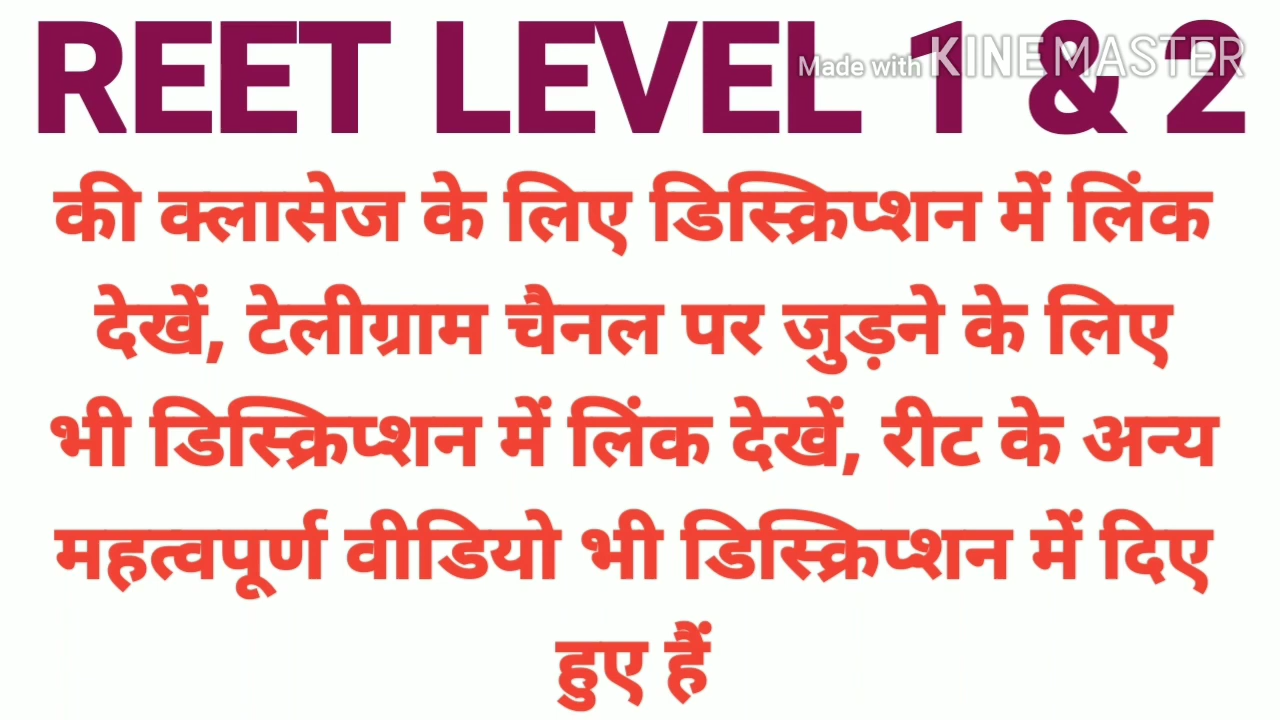 REET LEVEL 1 & 2
Made with KINEMASTER
की क्लासेज के लिए डिस्क्रिप्शन में लिंक
देखें, टेलीग्राम चैनल पर जुड़ने के लिए
भी डिस्क्रिप्शन में लिंक देखें, रीट के अन्य
महत्वपूर्ण वीडियो भी डिस्क्रिप्शन में दिए
हुए हैं